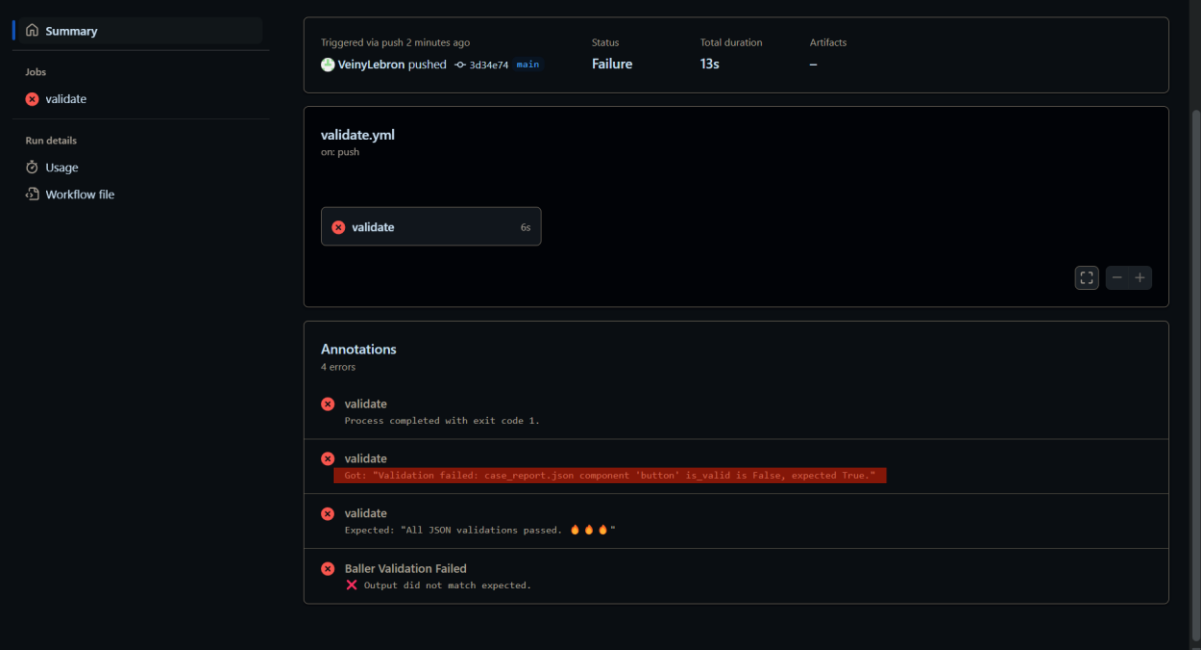 Summary
Jobs
validate
Run details
Usage
Workflow file
Triggered via push 2 minutes ago
VeinyLebron pushed 3d34e74 main
Status
Failure
Total duration
13s
Artifacts
–
validate.yml
on: push
validate 6s
Annotations
4 errors
validate
Process completed with exit code 1.
validate
Got: "Validation failed: case_report.json component 'button' is_valid is False, expected True."
validate
Expected: "All JSON validations passed. 🔥🔥🔥"
Baller Validation Failed
❌ Output did not match expected.